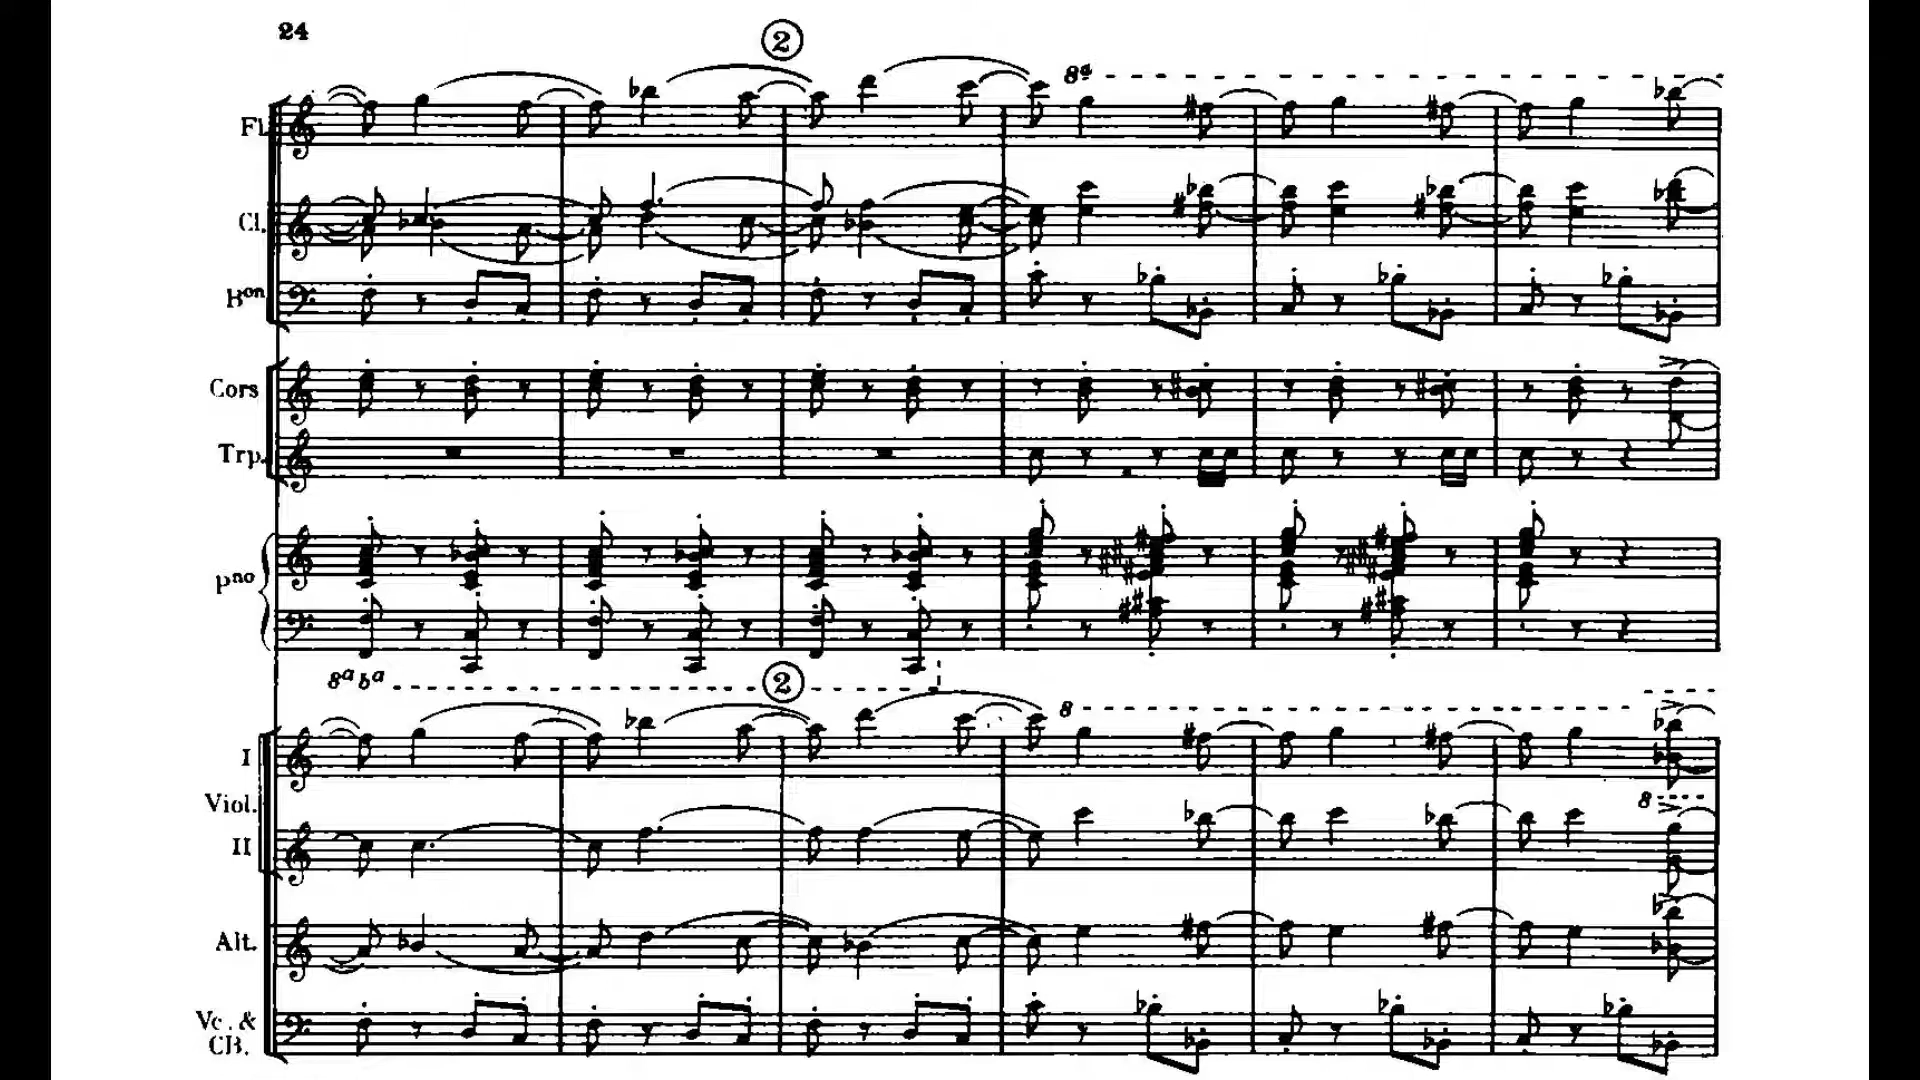 24
2
8ª
Fl.
Cl.
Bon
Cors
Trp.
Pno
8ª ba
2
8
I
Viol.
8
II
Alt.
Vc. &
CB.